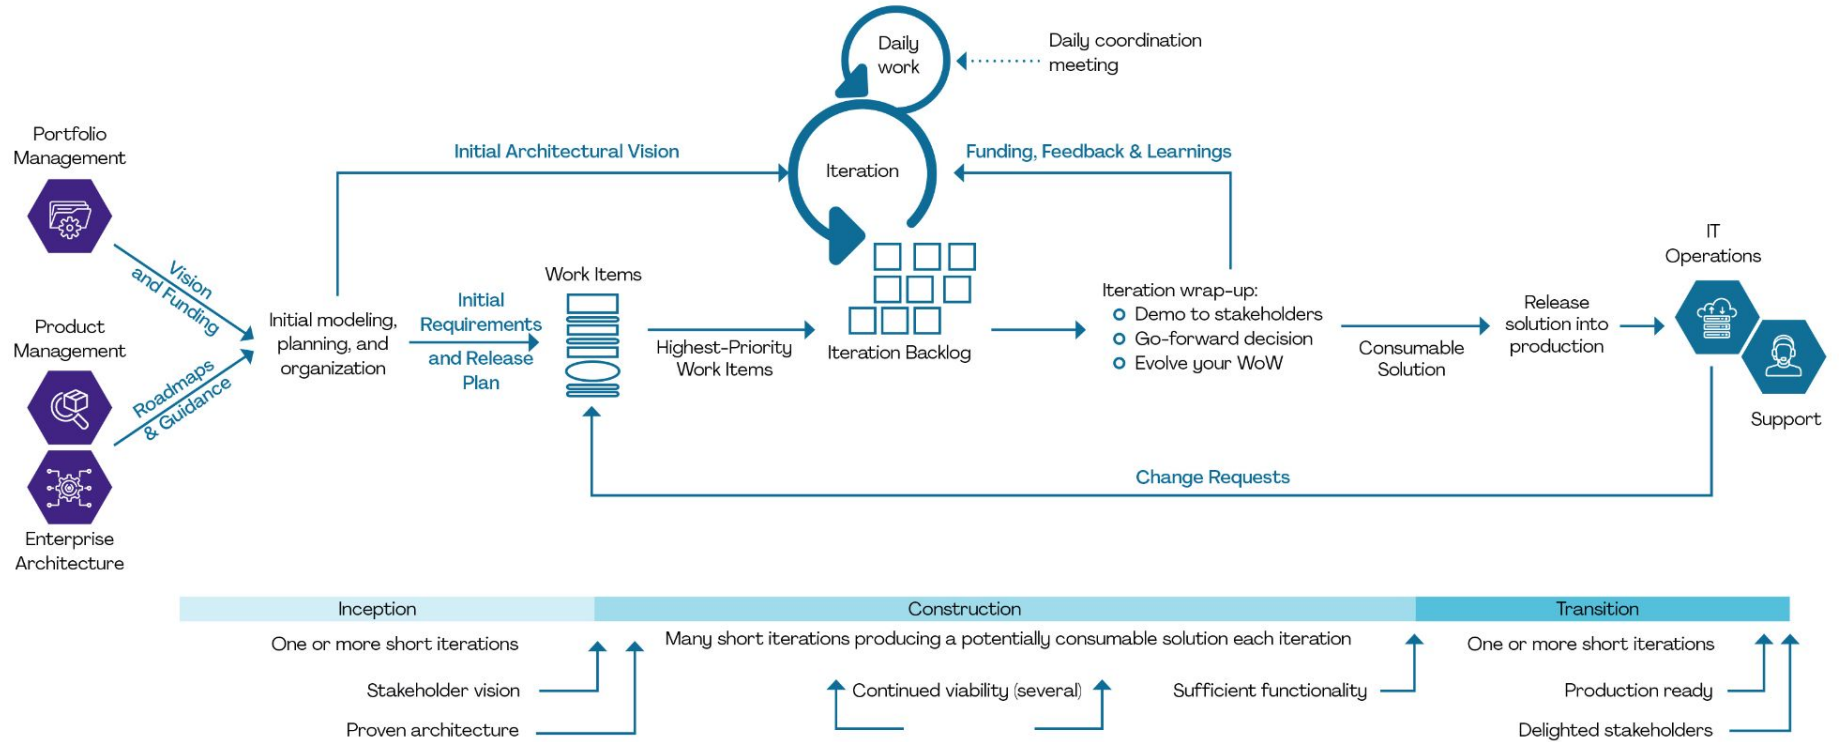 Daily
work
Daily coordination
meeting
Portfolio
Management
Initial Architectural Vision
Iteration
Funding, Feedback & Learnings
Vision
and Funding
IT
Operations
Work Items
Initial
Requirements
and Release
Plan
Initial modeling,
planning, and
organization
Product
Management
Roadmaps
& Guidance
Highest-Priority
Work Items
Iteration Backlog
Iteration wrap-up:
Demo to stakeholders
Go-forward decision
Evolve your WoW
Consumable
Solution
Release
solution into
production
Support
Change Requests
Enterprise
Architecture
Inception
Construction
Transition
One or more short iterations
Many short iterations producing a potentially consumable solution each iteration
One or more short iterations
Stakeholder vision
Continued viability (several)
Sufficient functionality
Production ready
Proven architecture
Delighted stakeholders